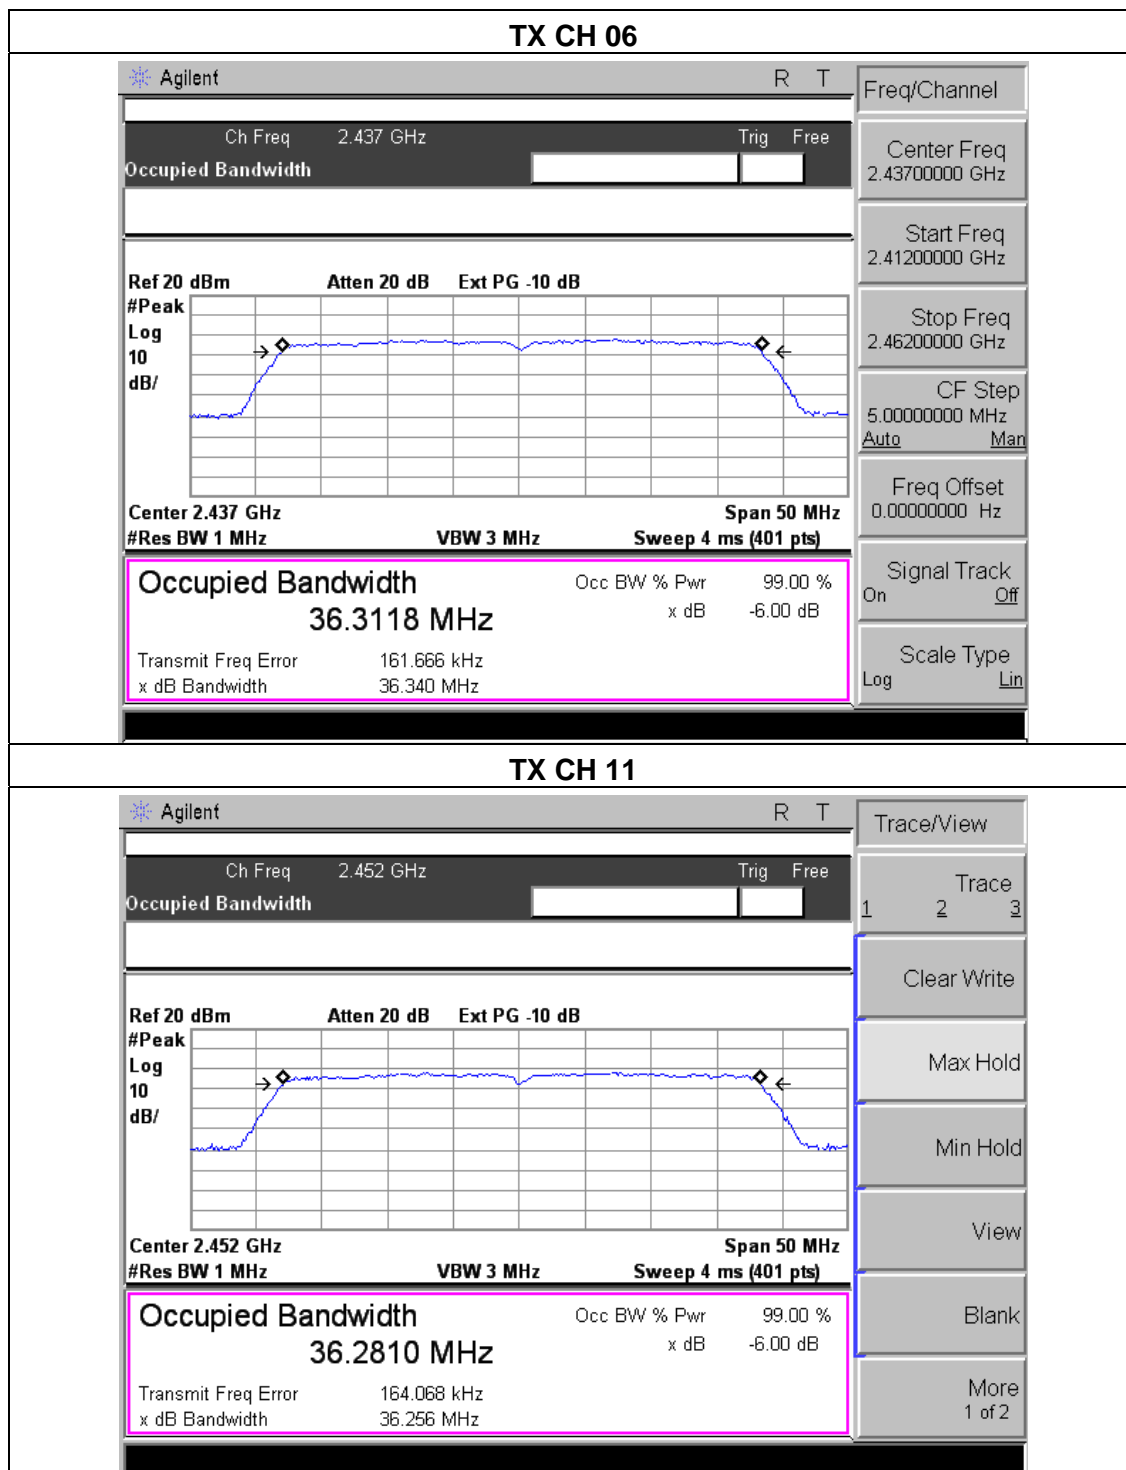 TX CH 06
Agilent R T
Freq/Channel
Ch Freq 2.437 GHz Trig Free
Occupied Bandwidth
Center Freq
2.43700000 GHz
Start Freq
2.41200000 GHz
Stop Freq
2.46200000 GHz
CF Step
5.00000000 MHz
Auto Man
Freq Offset
0.00000000 Hz
Signal Track
On Off
Scale Type
Log Lin
Ref 20 dBm Atten 20 dB Ext PG -10 dB
#Peak
Log
10
dB/
Center 2.437 GHz Span 50 MHz
#Res BW 1 MHz VBW 3 MHz Sweep 4 ms (401 pts)
Occupied Bandwidth Occ BW % Pwr 99.00 %
36.3118 MHz x dB -6.00 dB
Transmit Freq Error 161.666 kHz
x dB Bandwidth 36.340 MHz
TX CH 11
Agilent R T
Trace/View
Ch Freq 2.452 GHz Trig Free
Occupied Bandwidth
Trace
1 2 3
Clear Write
Max Hold
Min Hold
View
Blank
More
1 of 2
Ref 20 dBm Atten 20 dB Ext PG -10 dB
#Peak
Log
10
dB/
Center 2.452 GHz Span 50 MHz
#Res BW 1 MHz VBW 3 MHz Sweep 4 ms (401 pts)
Occupied Bandwidth Occ BW % Pwr 99.00 %
36.2810 MHz x dB -6.00 dB
Transmit Freq Error 164.068 kHz
x dB Bandwidth 36.256 MHz